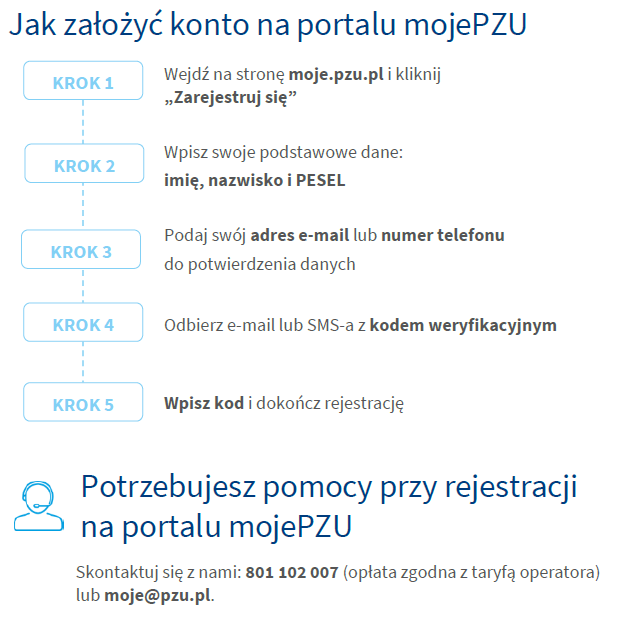 Jak założyć konto na portalu mojePZU
KROK 1
Wejdź na stronę moje.pzu.pl i kliknij
„Zarejestruj się”
KROK 2
Wpisz swoje podstawowe dane:
imię, nazwisko i PESEL
KROK 3
Podaj swój adres e-mail lub numer telefonu
do potwierdzenia danych
KROK 4
Odbierz e-mail lub SMS-a z kodem weryfikacyjnym
KROK 5
Wpisz kod i dokończ rejestrację
Potrzebujesz pomocy przy rejestracji
na portalu mojePZU
Skontaktuj się z nami: 801 102 007 (opłata zgodna z taryfą operatora)
lub moje@pzu.pl.